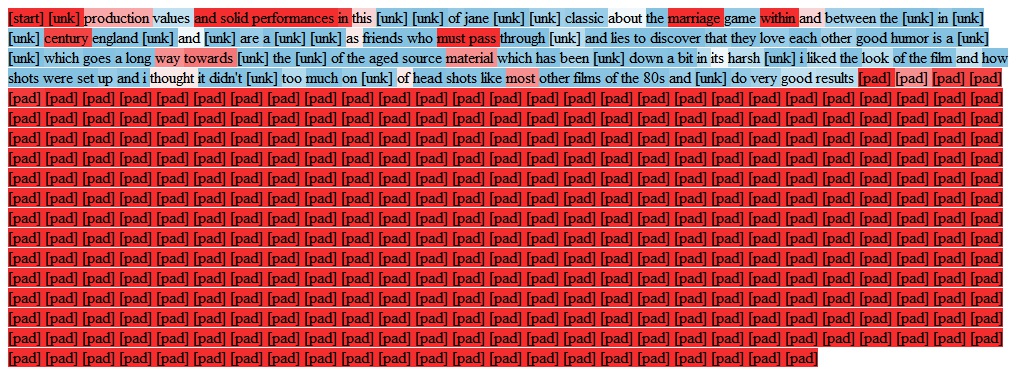 [start] [unk] production values and solid performances in this [unk] [unk] of jane [unk] [unk] classic about the marriage game within and between the [unk] in [unk]
[unk] century england [unk] and [unk] are a [unk] [unk] as friends who must pass through [unk] and lies to discover that they love each other good humor is a [unk]
[unk] which goes a long way towards [unk] the [unk] of the aged source material which has been [unk] down a bit in its harsh [unk] i liked the look of the film and how
shots were set up and i thought it didn't [unk] too much on [unk] of head shots like most other films of the 80s and [unk] do very good results [pad] [pad] [pad] [pad]
[pad] [pad] [pad] [pad] [pad] [pad] [pad] [pad] [pad] [pad] [pad] [pad] [pad] [pad] [pad] [pad] [pad] [pad] [pad] [pad] [pad] [pad] [pad] [pad] [pad] [pad] [pad]
[pad] [pad] [pad] [pad] [pad] [pad] [pad] [pad] [pad] [pad] [pad] [pad] [pad] [pad] [pad] [pad] [pad] [pad] [pad] [pad] [pad] [pad] [pad] [pad] [pad] [pad] [pad]
[pad] [pad] [pad] [pad] [pad] [pad] [pad] [pad] [pad] [pad] [pad] [pad] [pad] [pad] [pad] [pad] [pad] [pad] [pad] [pad] [pad] [pad] [pad] [pad] [pad] [pad] [pad]
[pad] [pad] [pad] [pad] [pad] [pad] [pad] [pad] [pad] [pad] [pad] [pad] [pad] [pad] [pad] [pad] [pad] [pad] [pad] [pad] [pad] [pad] [pad] [pad] [pad] [pad] [pad]
[pad] [pad] [pad] [pad] [pad] [pad] [pad] [pad] [pad] [pad] [pad] [pad] [pad] [pad] [pad] [pad] [pad] [pad] [pad] [pad] [pad] [pad] [pad] [pad] [pad] [pad] [pad]
[pad] [pad] [pad] [pad] [pad] [pad] [pad] [pad] [pad] [pad] [pad] [pad] [pad] [pad] [pad] [pad] [pad] [pad] [pad] [pad] [pad] [pad] [pad] [pad] [pad] [pad] [pad]
[pad] [pad] [pad] [pad] [pad] [pad] [pad] [pad] [pad] [pad] [pad] [pad] [pad] [pad] [pad] [pad] [pad] [pad] [pad] [pad] [pad] [pad] [pad] [pad] [pad] [pad] [pad]
[pad] [pad] [pad] [pad] [pad] [pad] [pad] [pad] [pad] [pad] [pad] [pad] [pad] [pad] [pad] [pad] [pad] [pad] [pad] [pad] [pad] [pad] [pad] [pad] [pad] [pad] [pad]
[pad] [pad] [pad] [pad] [pad] [pad] [pad] [pad] [pad] [pad] [pad] [pad] [pad] [pad] [pad] [pad] [pad] [pad] [pad] [pad] [pad] [pad] [pad] [pad] [pad] [pad] [pad]
[pad] [pad] [pad] [pad] [pad] [pad] [pad] [pad] [pad] [pad] [pad] [pad] [pad] [pad] [pad] [pad] [pad] [pad] [pad] [pad] [pad] [pad] [pad] [pad] [pad] [pad] [pad]
[pad] [pad] [pad] [pad] [pad] [pad] [pad] [pad] [pad] [pad] [pad] [pad] [pad] [pad] [pad] [pad] [pad] [pad] [pad] [pad] [pad] [pad] [pad] [pad] [pad] [pad] [pad]
[pad] [pad] [pad] [pad] [pad] [pad] [pad] [pad] [pad] [pad] [pad] [pad] [pad] [pad] [pad] [pad] [pad] [pad] [pad] [pad] [pad] [pad] [pad] [pad] [pad] [pad] [pad]
[pad] [pad] [pad] [pad] [pad] [pad] [pad] [pad] [pad] [pad] [pad] [pad] [pad] [pad] [pad] [pad] [pad] [pad] [pad] [pad] [pad] [pad] [pad] [pad] [pad] [pad] [pad]
[pad] [pad] [pad] [pad] [pad] [pad] [pad] [pad] [pad] [pad] [pad] [pad] [pad] [pad] [pad] [pad] [pad] [pad] [pad] [pad] [pad] [pad]